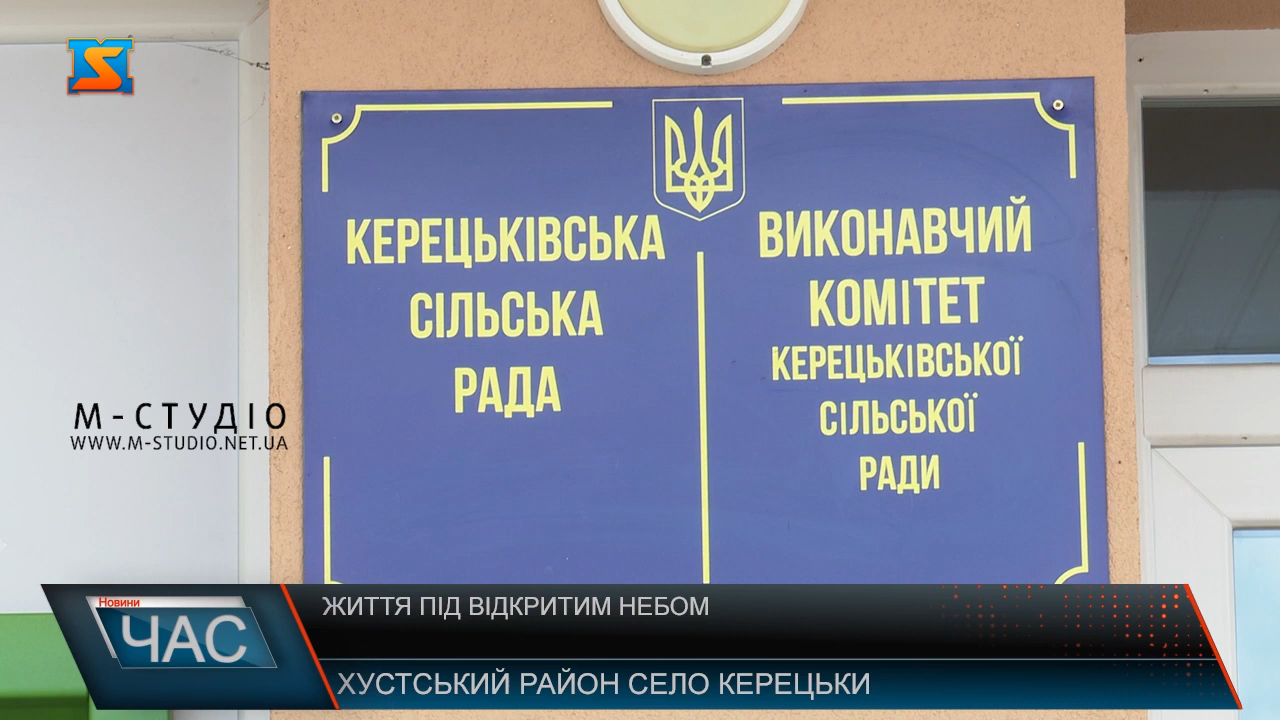 КЕРЕЦЬКІВСЬКА
СІЛЬСЬКА
РАДА
ВИКОНАВЧИЙ
КОМІТЕТ
КЕРЕЦЬКІВСЬКОЇ
СІЛЬСЬКОЇ
РАДИ
М-СТУДІО
WWW.M-STUDIO.NET.UA
Новини
ЧАС
ЖИТТЯ ПІД ВІДКРИТИМ НЕБОМ
ХУСТСЬКИЙ РАЙОН СЕЛО КЕРЕЦЬКИ